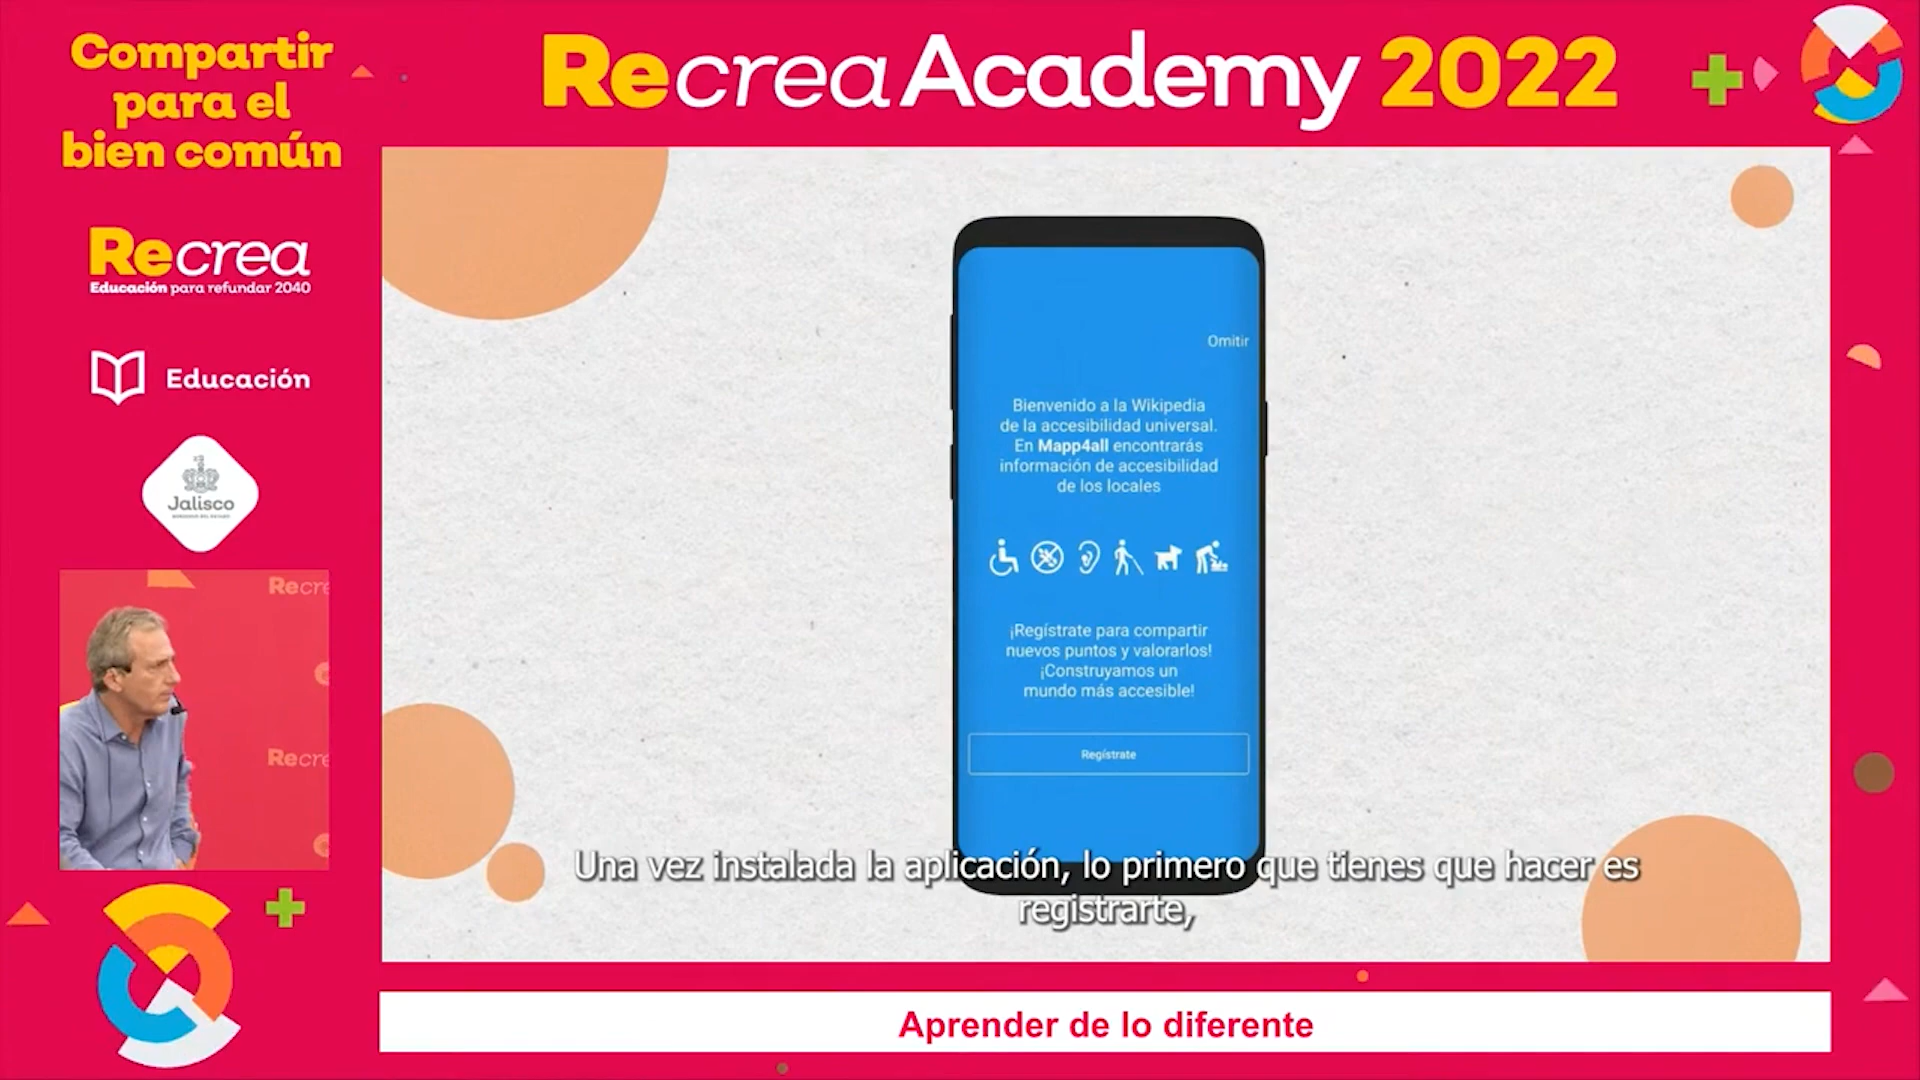 Compartir
para el
bien común
RecreaAcademy 2022
Recrea
Educación para refundar 2040
Educación
Jalisco
Omitir
Bienvenido a la Wikipedia
de la accesibilidad universal.
En Mapp4all encontrarás
información de accesibilidad
de los locales
¡Regístrate para compartir
nuevos puntos y valorarlos!
¡Construyamos un
mundo más accesible!
Regístrate
Recre
Recre
Una vez instalada la aplicación, lo primero que tienes que hacer es
registrarte,
Aprender de lo diferente